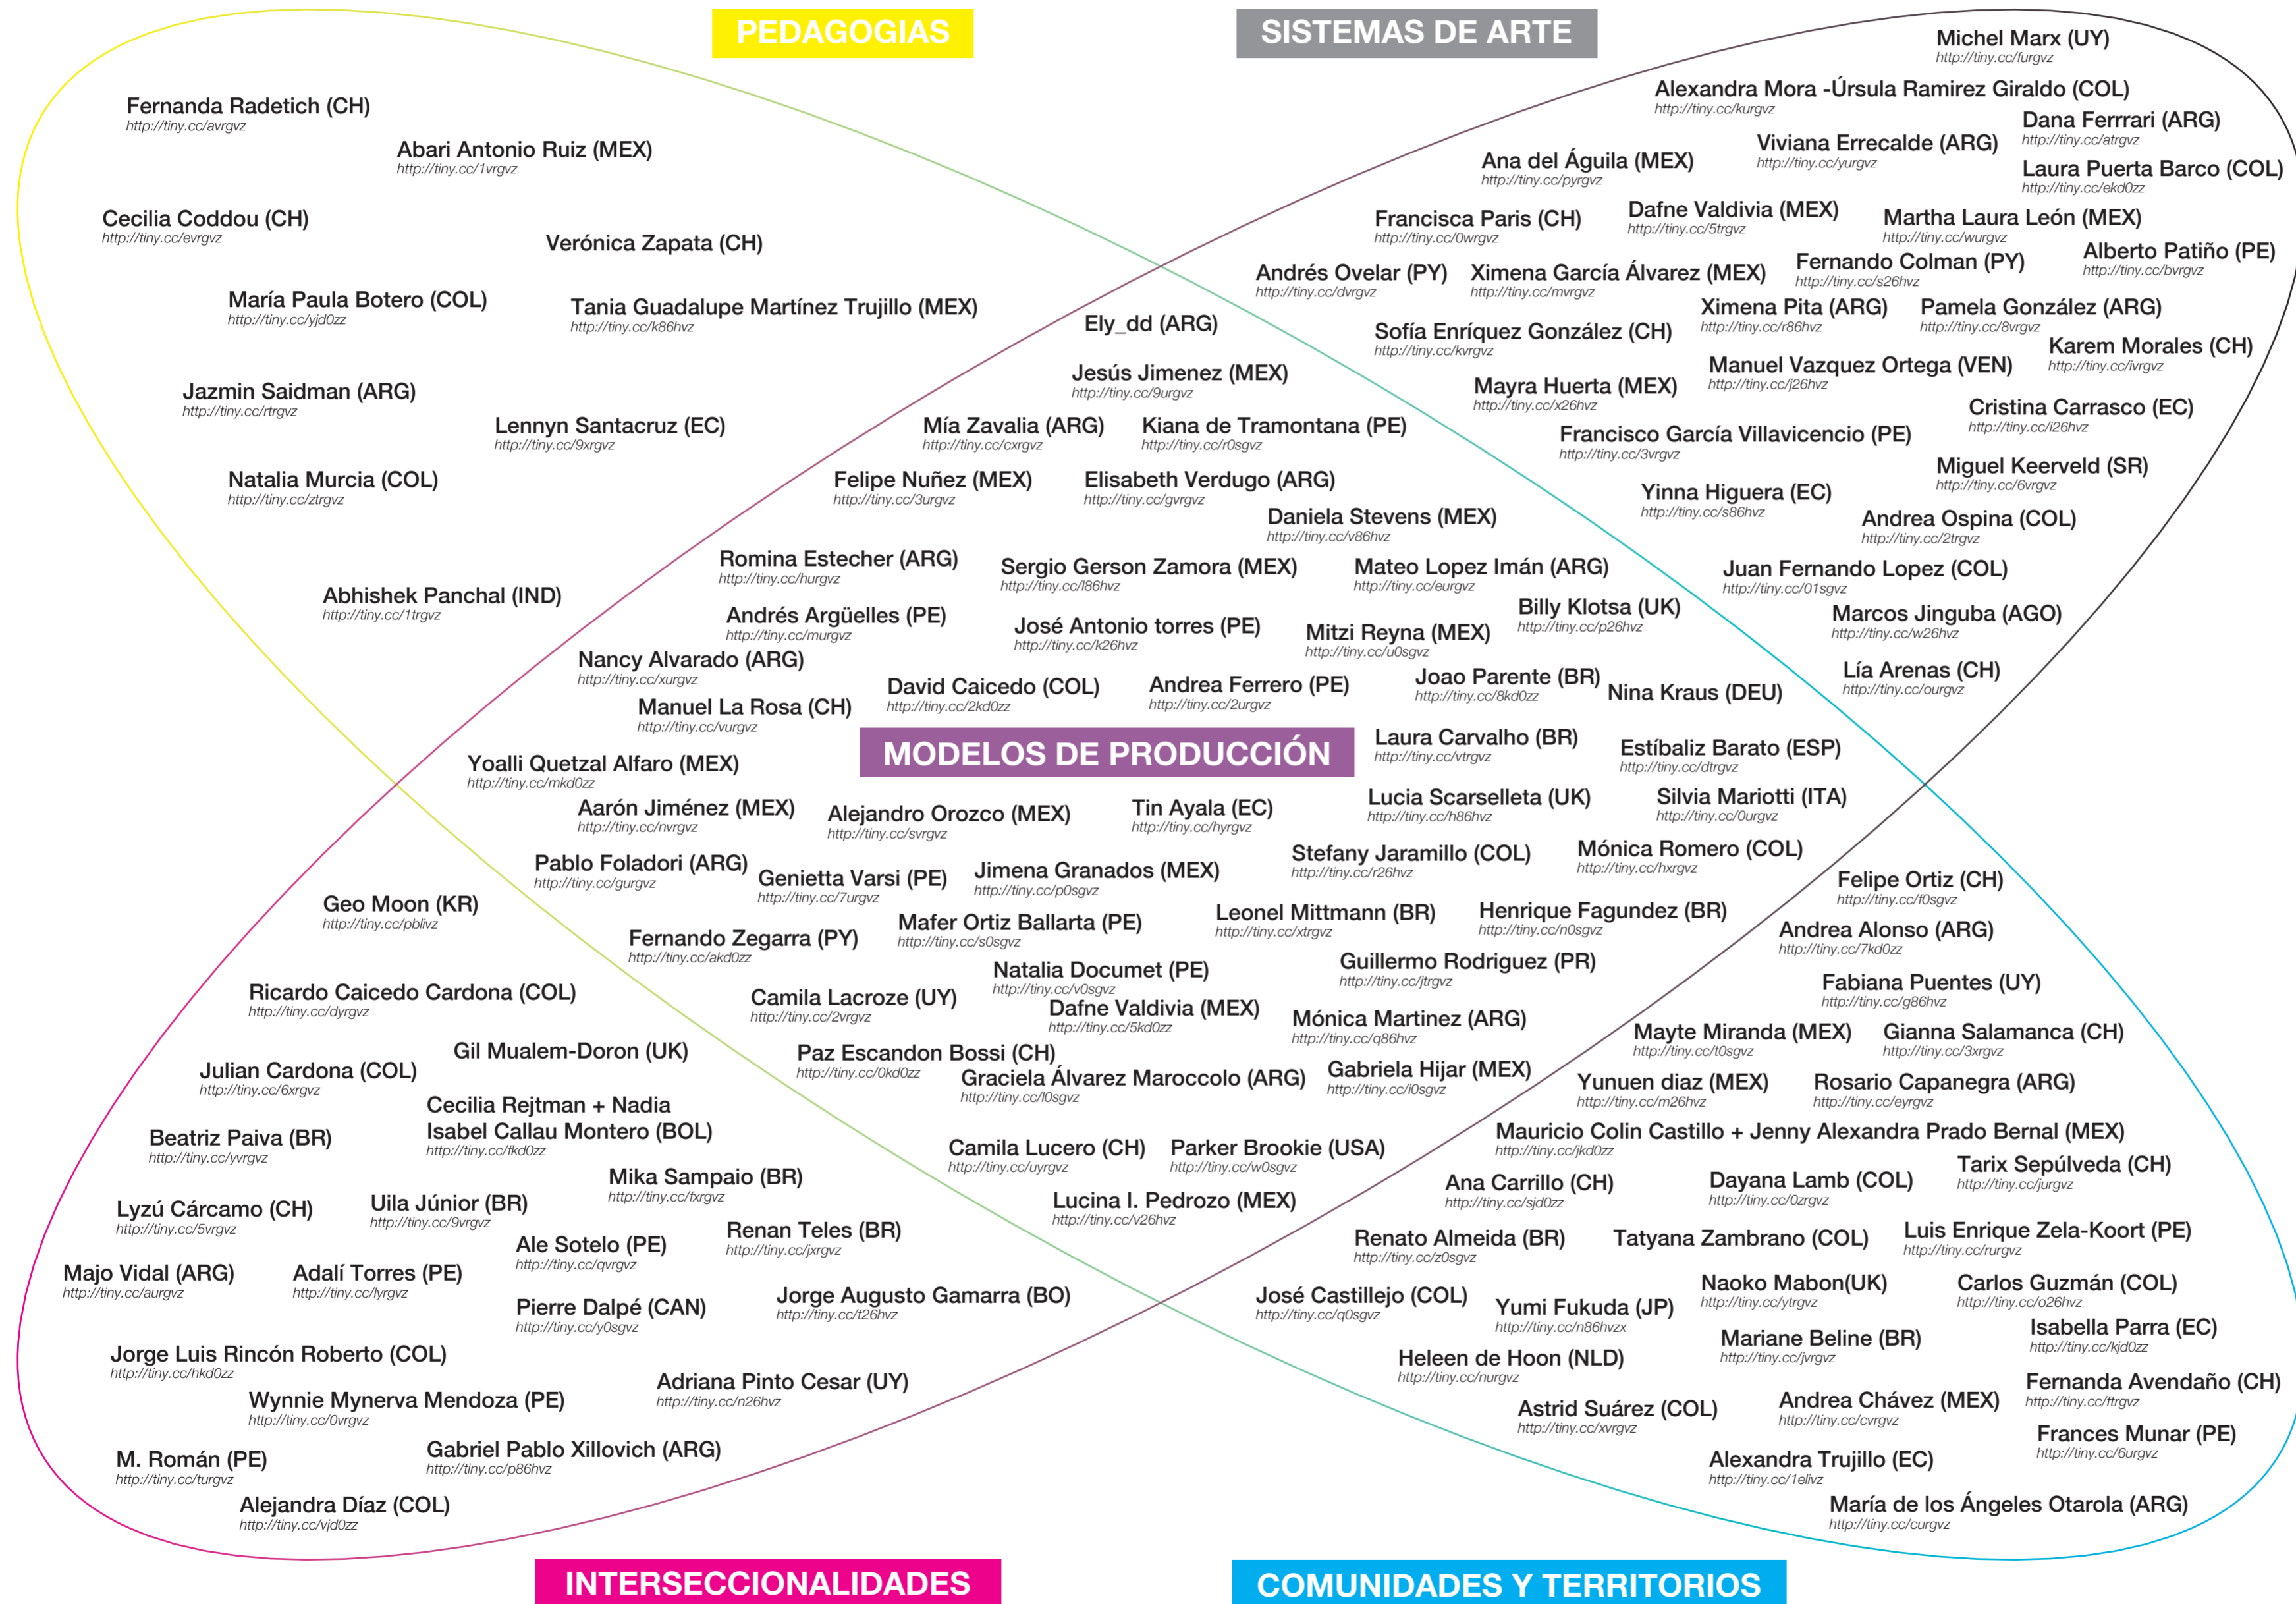 PEDAGOGIAS
SISTEMAS DE ARTE
Michel Marx (UY)
http://tiny.cc/furgvz
Alexandra Mora -Úrsula Ramirez Giraldo (COL)
http://tiny.cc/kurgvz
Fernanda Radetich (CH)
http://tiny.cc/avrgvz
Dana Ferrrari (ARG)
http://tiny.cc/atrgvz
Abari Antonio Ruiz (MEX)
http://tiny.cc/1vrgvz
Viviana Errecalde (ARG)
http://tiny.cc/yurgvz
Ana del Águila (MEX)
http://tiny.cc/pyrgvz
Laura Puerta Barco (COL)
http://tiny.cc/ekd0zz
Cecilia Coddou (CH)
http://tiny.cc/evrgvz
Francisca Paris (CH)
http://tiny.cc/0wrgvz
Dafne Valdivia (MEX)
http://tiny.cc/5trgvz
Martha Laura León (MEX)
http://tiny.cc/wurgvz
Verónica Zapata (CH)
Alberto Patiño (PE)
http://tiny.cc/bvrgvz
Andrés Ovelar (PY)
http://tiny.cc/dvrgvz
Ximena García Álvarez (MEX)
http://tiny.cc/mvrgvz
Fernando Colman (PY)
http://tiny.cc/s26hvz
María Paula Botero (COL)
http://tiny.cc/yjd0zz
Tania Guadalupe Martínez Trujillo (MEX)
http://tiny.cc/k86hvz
Ximena Pita (ARG)
http://tiny.cc/r86hvz
Pamela González (ARG)
http://tiny.cc/8vrgvz
Ely_dd (ARG)
Sofía Enríquez González (CH)
http://tiny.cc/kvrgvz
Karem Morales (CH)
http://tiny.cc/ivrgvz
Manuel Vazquez Ortega (VEN)
http://tiny.cc/j26hvz
Jesús Jimenez (MEX)
http://tiny.cc/9urgvz
Mayra Huerta (MEX)
http://tiny.cc/x26hvz
Jazmin Saidman (ARG)
http://tiny.cc/rtrgvz
Cristina Carrasco (EC)
http://tiny.cc/i26hvz
Lennyn Santacruz (EC)
http://tiny.cc/9xrgvz
Mía Zavalia (ARG)
http://tiny.cc/cxrgvz
Kiana de Tramontana (PE)
http://tiny.cc/r0sgvz
Francisco García Villavicencio (PE)
http://tiny.cc/3vrgvz
Miguel Keerveld (SR)
http://tiny.cc/6vrgvz
Natalia Murcia (COL)
http://tiny.cc/ztrgvz
Felipe Nuñez (MEX)
http://tiny.cc/3urgvz
Elisabeth Verdugo (ARG)
http://tiny.cc/gvrgvz
Yinna Higuera (EC)
http://tiny.cc/s86hvz
Daniela Stevens (MEX)
http://tiny.cc/v86hvz
Andrea Ospina (COL)
http://tiny.cc/2trgvz
Romina Estecher (ARG)
http://tiny.cc/hurgvz
Sergio Gerson Zamora (MEX)
http://tiny.cc/l86hvz
Mateo Lopez Imán (ARG)
http://tiny.cc/eurgvz
Juan Fernando Lopez (COL)
http://tiny.cc/01sgvz
Abhishek Panchal (IND)
http://tiny.cc/1trgvz
Andrés Argüelles (PE)
http://tiny.cc/murgvz
José Antonio torres (PE)
http://tiny.cc/k26hvz
Billy Klotsa (UK)
http://tiny.cc/p26hvz
Marcos Jinguba (AGO)
http://tiny.cc/w26hvz
Mitzi Reyna (MEX)
http://tiny.cc/u0sgvz
Nancy Alvarado (ARG)
http://tiny.cc/xurgvz
Lía Arenas (CH)
http://tiny.cc/ourgvz
David Caicedo (COL)
http://tiny.cc/2kd0zz
Andrea Ferrero (PE)
http://tiny.cc/2urgvz
Joao Parente (BR)
http://tiny.cc/8kd0zz
Nina Kraus (DEU)
Manuel La Rosa (CH)
http://tiny.cc/vurgvz
MODELOS DE PRODUCCIÓN
Laura Carvalho (BR)
http://tiny.cc/vtrgvz
Estíbaliz Barato (ESP)
http://tiny.cc/dtrgvz
Yoalli Quetzal Alfaro (MEX)
http://tiny.cc/mkd0zz
Aarón Jiménez (MEX)
http://tiny.cc/nvrgvz
Alejandro Orozco (MEX)
http://tiny.cc/svrgvz
Tin Ayala (EC)
http://tiny.cc/hyrgvz
Lucia Scarselleta (UK)
http://tiny.cc/h86hvz
Silvia Mariotti (ITA)
http://tiny.cc/0urgvz
Pablo Foladori (ARG)
http://tiny.cc/gurgvz
Genietta Varsi (PE)
http://tiny.cc/7urgvz
Jimena Granados (MEX)
http://tiny.cc/p0sgvz
Stefany Jaramillo (COL)
http://tiny.cc/r26hvz
Mónica Romero (COL)
http://tiny.cc/hxrgvz
Felipe Ortiz (CH)
http://tiny.cc/f0sgvz
Geo Moon (KR)
http://tiny.cc/pblivz
Mafer Ortiz Ballarta (PE)
http://tiny.cc/s0sgvz
Leonel Mittmann (BR)
http://tiny.cc/xtrgvz
Henrique Fagundez (BR)
http://tiny.cc/n0sgvz
Andrea Alonso (ARG)
http://tiny.cc/7kd0zz
Fernando Zegarra (PY)
http://tiny.cc/akd0zz
Natalia Documet (PE)
http://tiny.cc/v0sgvz
Guillermo Rodriguez (PR)
http://tiny.cc/jtrgvz
Fabiana Puentes (UY)
http://tiny.cc/g86hvz
Ricardo Caicedo Cardona (COL)
http://tiny.cc/dyrgvz
Camila Lacroze (UY)
http://tiny.cc/2vrgvz
Dafne Valdivia (MEX)
http://tiny.cc/5kd0zz
Mónica Martinez (ARG)
http://tiny.cc/q86hvz
Mayte Miranda (MEX)
http://tiny.cc/t0sgvz
Gianna Salamanca (CH)
http://tiny.cc/3xrgvz
Gil Mualem-Doron (UK)
Paz Escandon Bossi (CH)
http://tiny.cc/0kd0zz
Julian Cardona (COL)
http://tiny.cc/6xrgvz
Graciela Álvarez Maroccolo (ARG)
http://tiny.cc/l0sgvz
Gabriela Hijar (MEX)
http://tiny.cc/i0sgvz
Yunuen diaz (MEX)
http://tiny.cc/m26hvz
Rosario Capanegra (ARG)
http://tiny.cc/eyrgvz
Cecilia Rejtman + Nadia
Isabel Callau Montero (BOL)
http://tiny.cc/fkd0zz
Beatriz Paiva (BR)
http://tiny.cc/yvrgvz
Camila Lucero (CH)
http://tiny.cc/uyrgvz
Parker Brookie (USA)
http://tiny.cc/w0sgvz
Mauricio Colin Castillo + Jenny Alexandra Prado Bernal (MEX)
http://tiny.cc/jkd0zz
Mika Sampaio (BR)
http://tiny.cc/fxrgvz
Tarix Sepúlveda (CH)
http://tiny.cc/jurgvz
Ana Carrillo (CH)
http://tiny.cc/sjd0zz
Dayana Lamb (COL)
http://tiny.cc/0zrgvz
Lyzú Cárcamo (CH)
http://tiny.cc/5vrgvz
Uila Júnior (BR)
http://tiny.cc/9vrgvz
Lucina I. Pedrozo (MEX)
http://tiny.cc/v26hvz
Renan Teles (BR)
http://tiny.cc/jxrgvz
Ale Sotelo (PE)
http://tiny.cc/qvrgvz
Renato Almeida (BR)
http://tiny.cc/z0sgvz
Tatyana Zambrano (COL)
Luis Enrique Zela-Koort (PE)
http://tiny.cc/rurgvz
Majo Vidal (ARG)
http://tiny.cc/aurgvz
Adalí Torres (PE)
http://tiny.cc/lyrgvz
Jorge Augusto Gamarra (BO)
http://tiny.cc/t26hvz
José Castillejo (COL)
http://tiny.cc/q0sgvz
Naoko Mabon(UK)
http://tiny.cc/ytrgvz
Carlos Guzmán (COL)
http://tiny.cc/o26hvz
Pierre Dalpé (CAN)
http://tiny.cc/y0sgvz
Yumi Fukuda (JP)
http://tiny.cc/n86hvzx
Isabella Parra (EC)
http://tiny.cc/kjd0zz
Mariane Beline (BR)
http://tiny.cc/jvrgvz
Jorge Luis Rincón Roberto (COL)
http://tiny.cc/hkd0zz
Heleen de Hoon (NLD)
http://tiny.cc/nurgvz
Adriana Pinto Cesar (UY)
http://tiny.cc/n26hvz
Fernanda Avendaño (CH)
http://tiny.cc/ftrgvz
Wynnie Mynerva Mendoza (PE)
http://tiny.cc/0vrgvz
Astrid Suárez (COL)
http://tiny.cc/xvrgvz
Andrea Chávez (MEX)
http://tiny.cc/cvrgvz
Frances Munar (PE)
http://tiny.cc/6urgvz
M. Román (PE)
http://tiny.cc/turgvz
Gabriel Pablo Xillovich (ARG)
http://tiny.cc/p86hvz
Alexandra Trujillo (EC)
http://tiny.cc/1elivz
Alejandra Díaz (COL)
http://tiny.cc/vjd0zz
María de los Ángeles Otarola (ARG)
http://tiny.cc/curgvz
INTERSECCIONALIDADES
COMUNIDADES Y TERRITORIOS